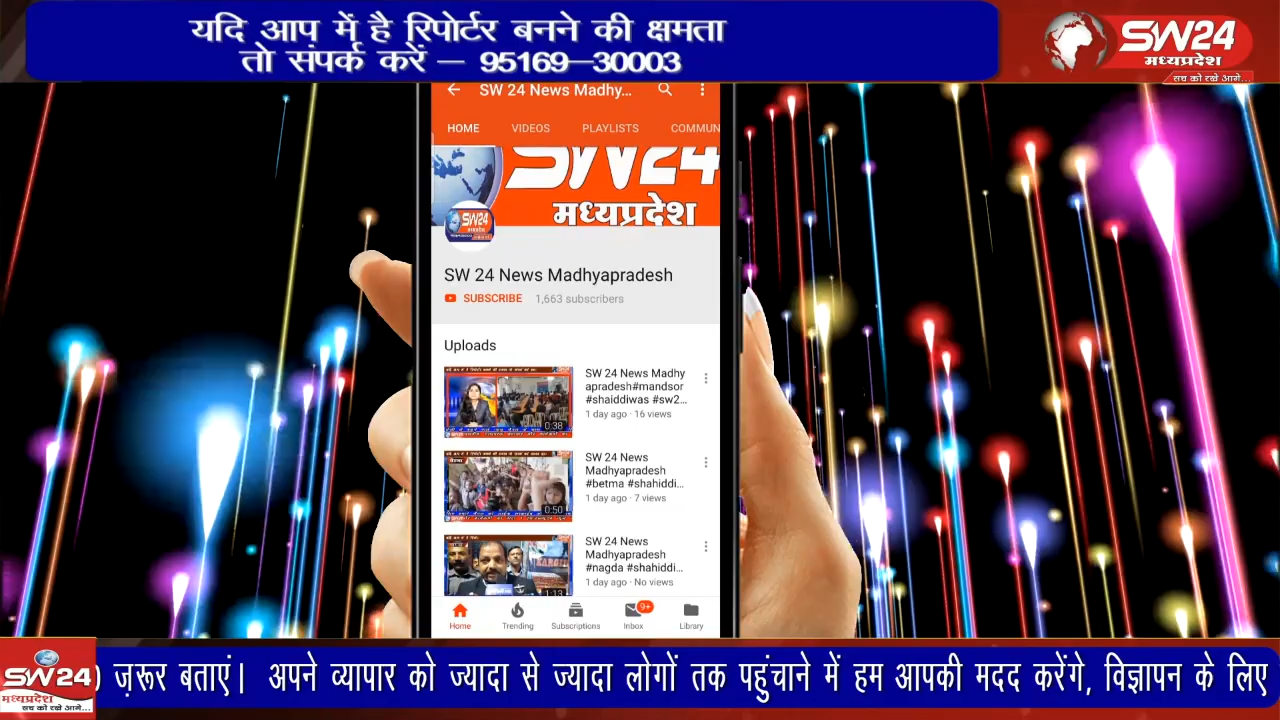 यदि आप में है रिपोर्टर बनने की क्षमता
तो संपर्क करें – 95169–30003
SW24
मध्यप्रदेश
सच को रखे आगे...
SW 24 News Madhy...
HOME VIDEOS PLAYLISTS COMMUN
SW24
मध्यप्रदेश
SW24
SW 24 News Madhyapradesh
SUBSCRIBE 1,663 subscribers
Uploads
SW 24 News Madhy
apradesh#mandsor
#shaiddiwas #sw2...
1 day ago · 16 views
0:38
SW 24 News
Madhyapradesh
#betma #shahiddi...
1 day ago · 7 views
0:50
SW 24 News
Madhyapradesh
#nagda #shahiddi...
1 day ago · No views
1:13
9+
Home Trending Subscriptions Inbox Library
SW24
मध्यप्रदेश
सच को रखे आगे...
) ज़रूर बताएं| अपने व्यापार को ज्यादा से ज्यादा लोगों तक पहुंचाने में हम आपकी मदद करेंगे, विज्ञापन के लिए